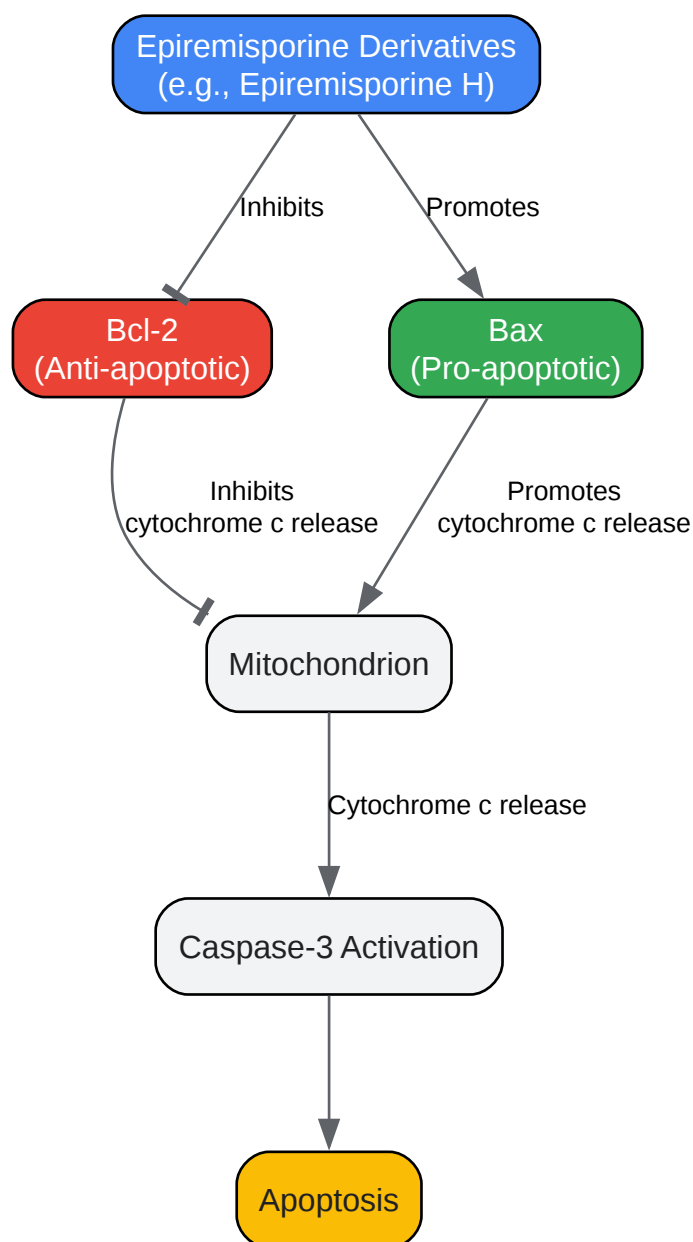 Epiremisporine Derivatives
(e.g., Epiremisporine H)
Inhibits
Promotes
Bcl-2
(Anti-apoptotic)
Bax
(Pro-apoptotic)
Inhibits
cytochrome c release
Promotes
cytochrome c release
Mitochondrion
Cytochrome c release
Caspase-3 Activation
Apoptosis